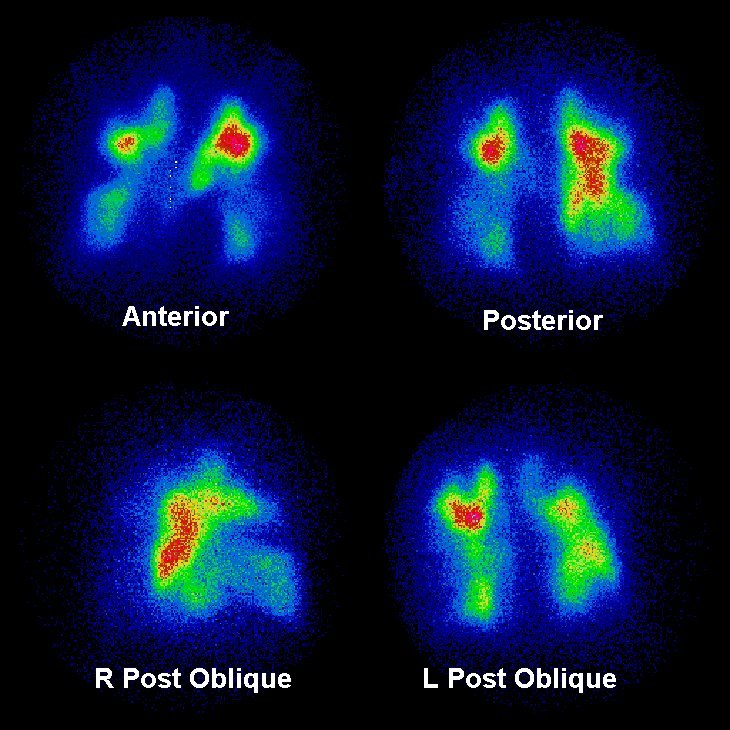 Anterior
Posterior
R Post Oblique
L Post Oblique